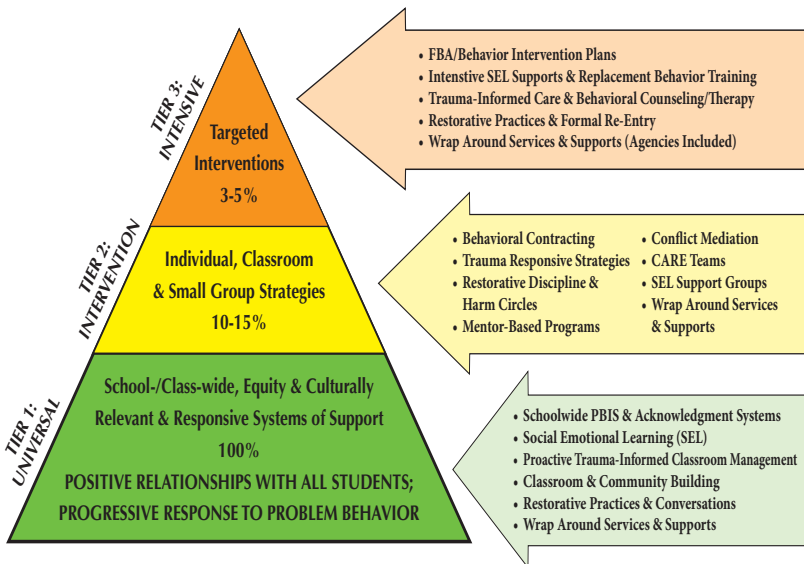 TIER 3:
INTENSIVE
Targeted
Interventions
3-5%
• FBA/Behavior Intervention Plans
• Intenstive SEL Supports & Replacement Behavior Training
• Trauma-Informed Care & Behavioral Counseling/Therapy
• Restorative Practices & Formal Re-Entry
• Wrap Around Services & Supports (Agencies Included)
TIER 2:
INTERVENTION
Individual, Classroom
& Small Group Strategies
10-15%
• Behavioral Contracting
• Trauma Responsive Strategies
• Restorative Discipline &
Harm Circles
• Mentor-Based Programs
• Conflict Mediation
• CARE Teams
• SEL Support Groups
• Wrap Around Services
& Supports
TIER 1:
UNIVERSAL
School-/Class-wide, Equity & Culturally
Relevant & Responsive Systems of Support
100%
POSITIVE RELATIONSHIPS WITH ALL STUDENTS;
PROGRESSIVE RESPONSE TO PROBLEM BEHAVIOR
• Schoolwide PBIS & Acknowledgment Systems
• Social Emotional Learning (SEL)
• Proactive Trauma-Informed Classroom Management
• Classroom & Community Building
• Restorative Practices & Conversations
• Wrap Around Services & Supports